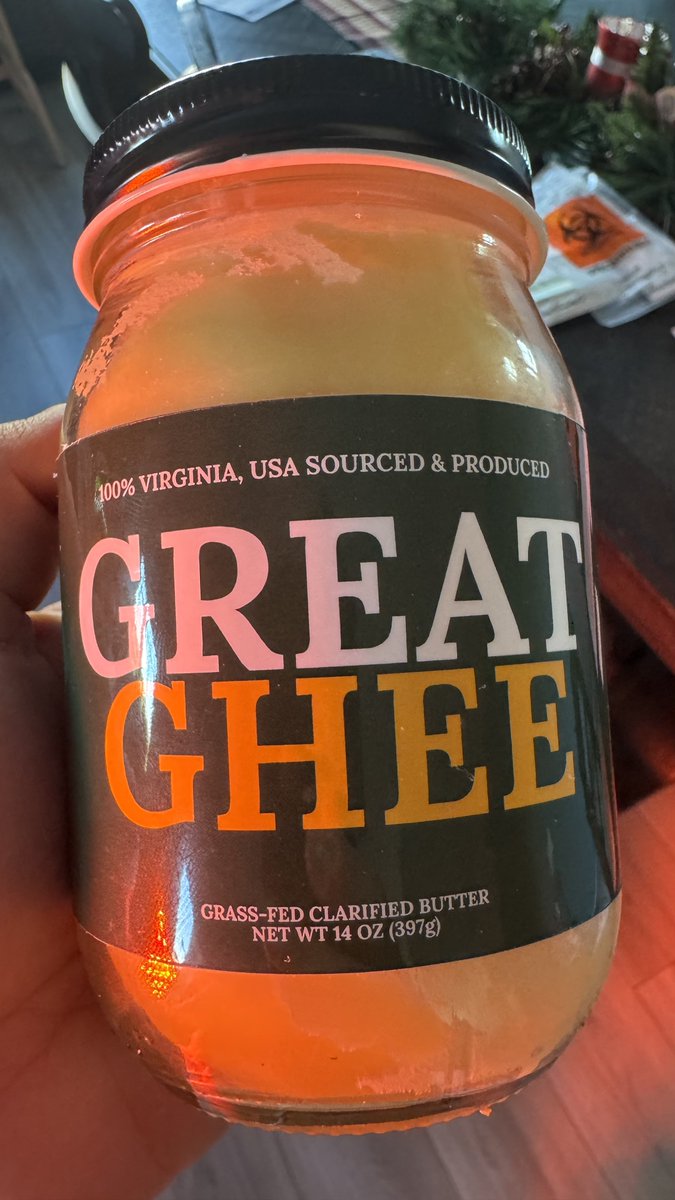 100% VIRGINIA, USA SOURCED & PRODUCED
GREAT
GHEE
GRASS-FED CLARIFIED BUTTER
NET WT 14 OZ (397g)